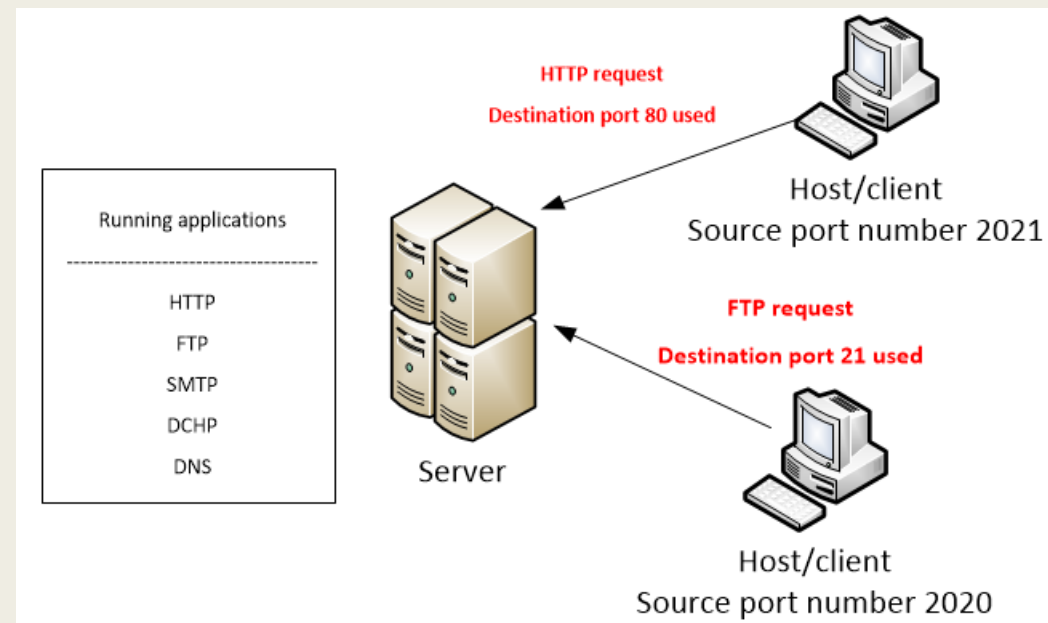 HTTP request
Destination port 80 used
Host/client
Source port number 2021
Running applications
------------------------------------
HTTP
FTP
SMTP
DCHP
DNS
Server
FTP request
Destination port 21 used
Host/client
Source port number 2020